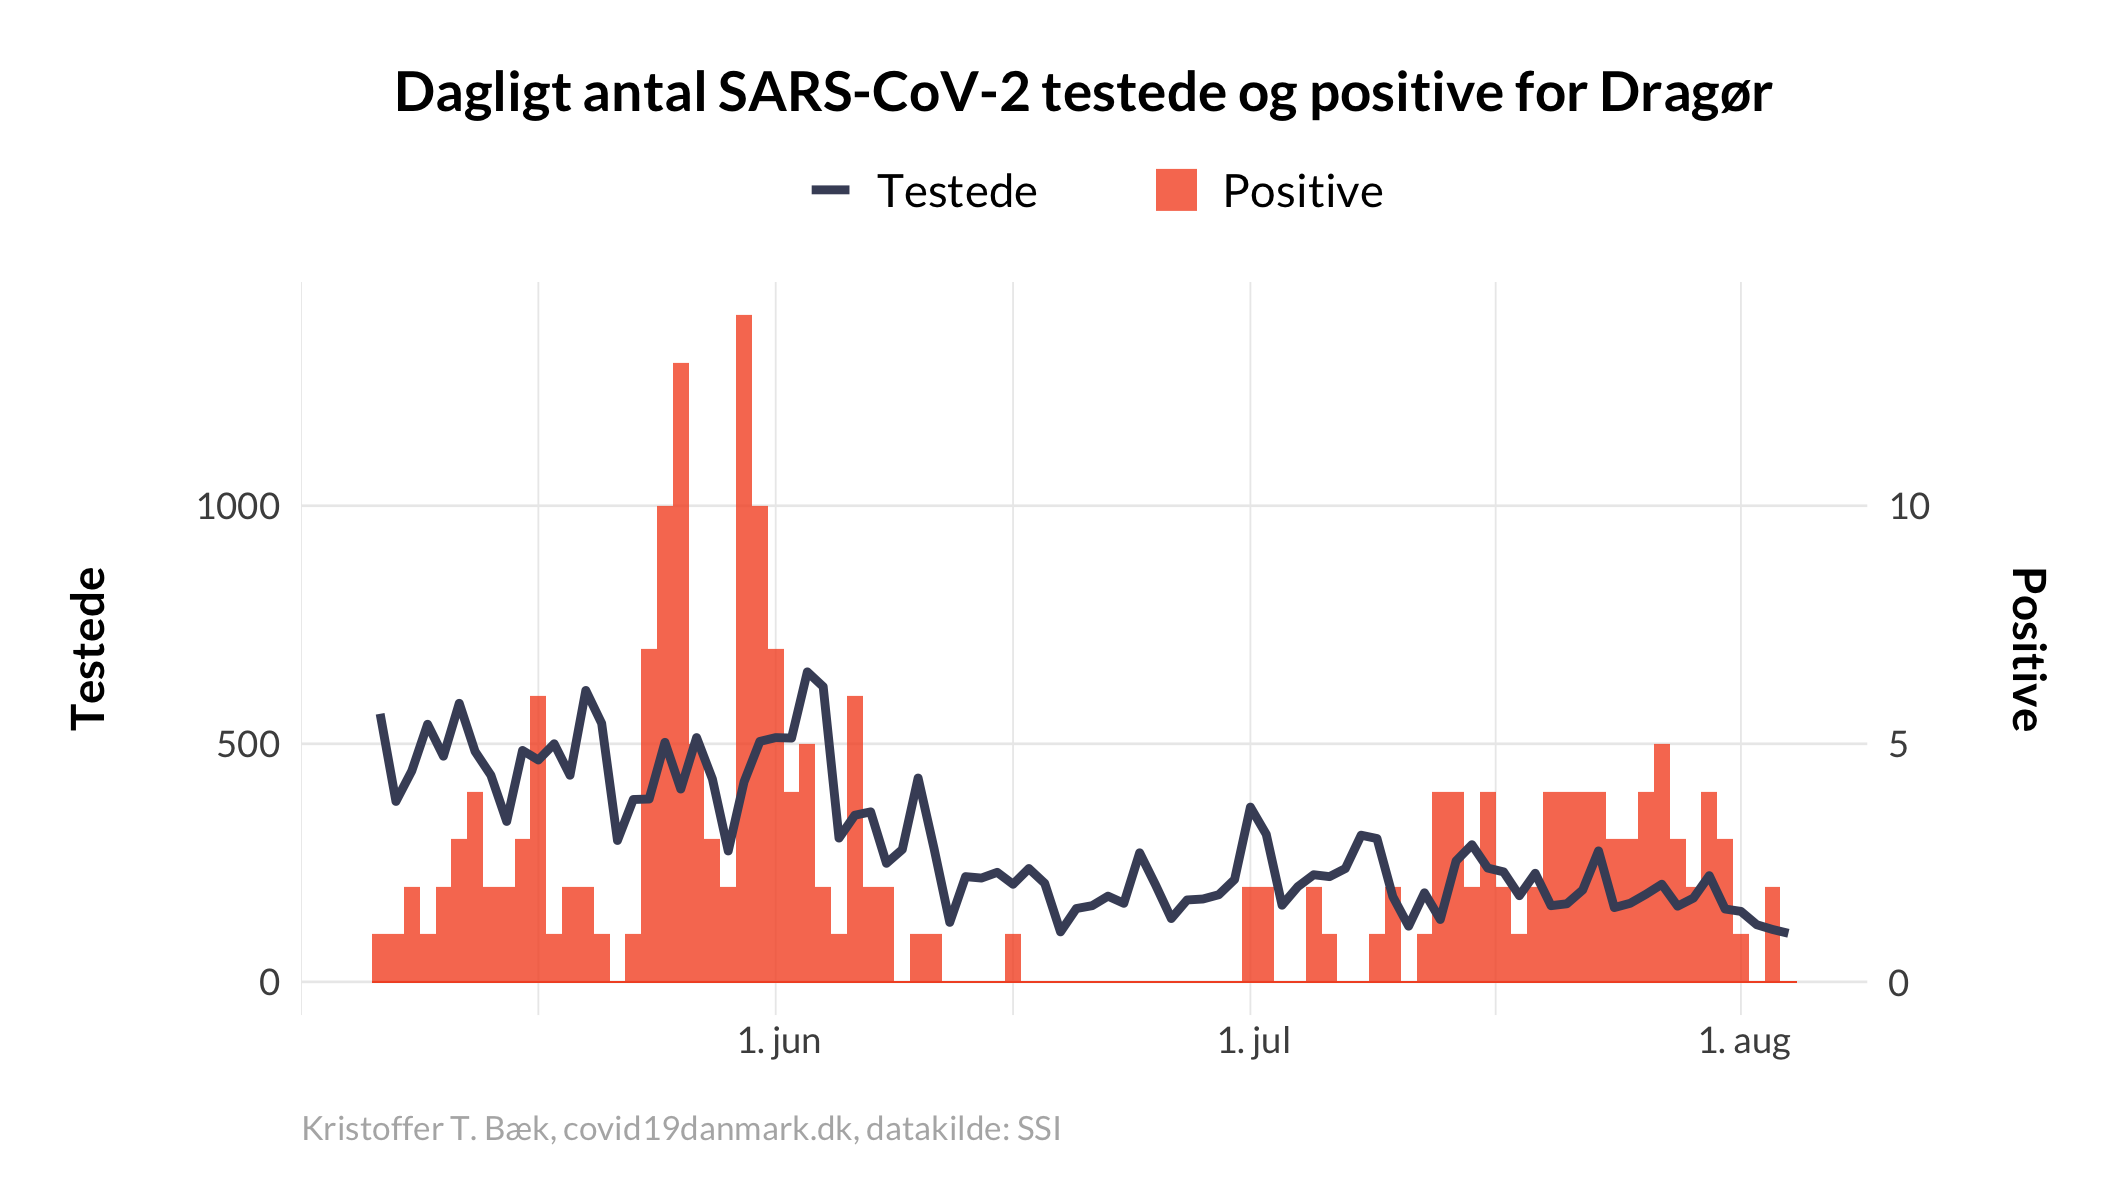 Dagligt antal SARS-CoV-2 testede og positive for Dragør
Testede Positive
1000
500
0
Testede
10
5
0
Positive
1. jun 1. jul 1. aug
Kristoffer T. Bæk, covid19danmark.dk, datakilde: SSI